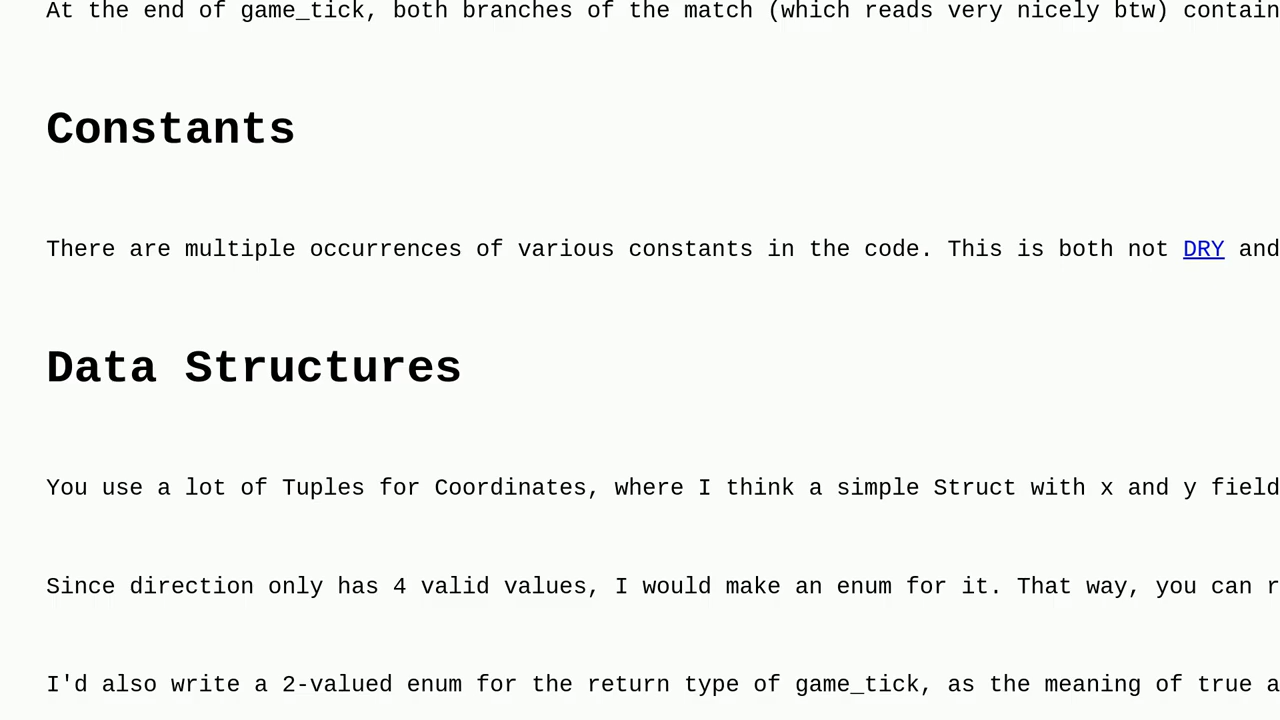 At the end of game_tick, both branches of the match (which reads very nicely btw) contain
Constants
There are multiple occurrences of various constants in the code. This is both not DRY and
Data Structures
You use a lot of Tuples for Coordinates, where I think a simple Struct with x and y field
Since direction only has 4 valid values, I would make an enum for it. That way, you can r
I'd also write a 2-valued enum for the return type of game_tick, as the meaning of true a